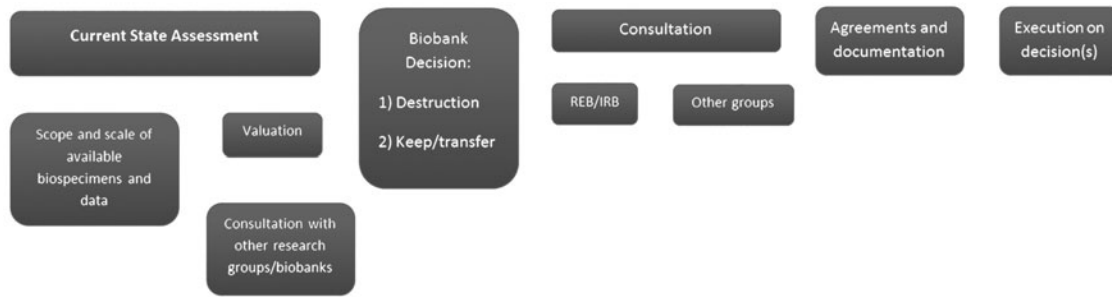 Current State Assessment
Scope and scale of
available
biospecimens and
data
Valuation
Consultation with
other research
groups/biobanks
Biobank
Decision:
1) Destruction
2) Keep/transfer
Consultation
REB/IRB
Other groups
Agreements and
documentation
Execution on
decision(s)